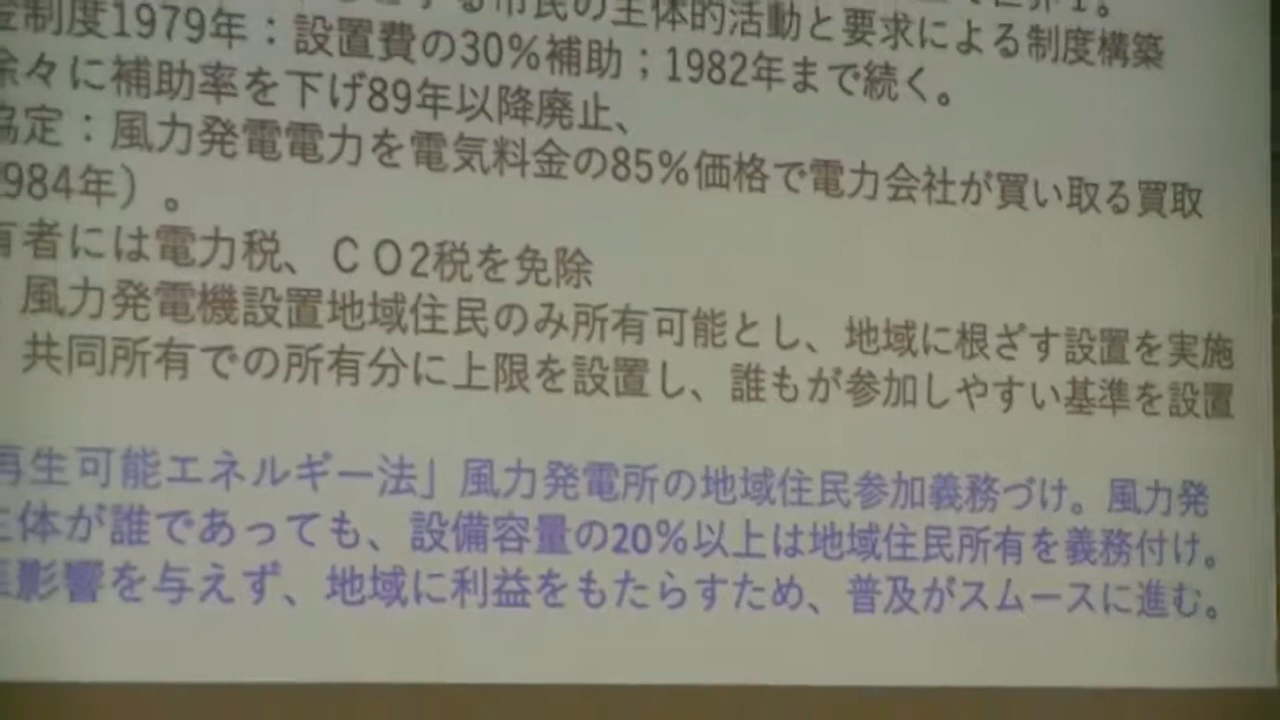 する市民の主体的活動と要求による制度構築
金制度1979年：設置費の30%補助；1982年まで続く。
徐々に補助率を下げ89年以降廃止、
協定：風力発電電力を電気料金の85%価格で電力会社が買い取る買取
984年）。
有者には電力税、ＣＯ2税を免除
風力発電機設置地域住民のみ所有可能とし、地域に根ざす設置を実施
共同所有での所有分に上限を設置し、誰もが参加しやすい基準を設置
再生可能エネルギー法」風力発電所の地域住民参加義務づけ。風力発
主体が誰であっても、設備容量の20%以上は地域住民所有を義務付け。
影響を与えず、地域に利益をもたらすため、普及がスムースに進む。